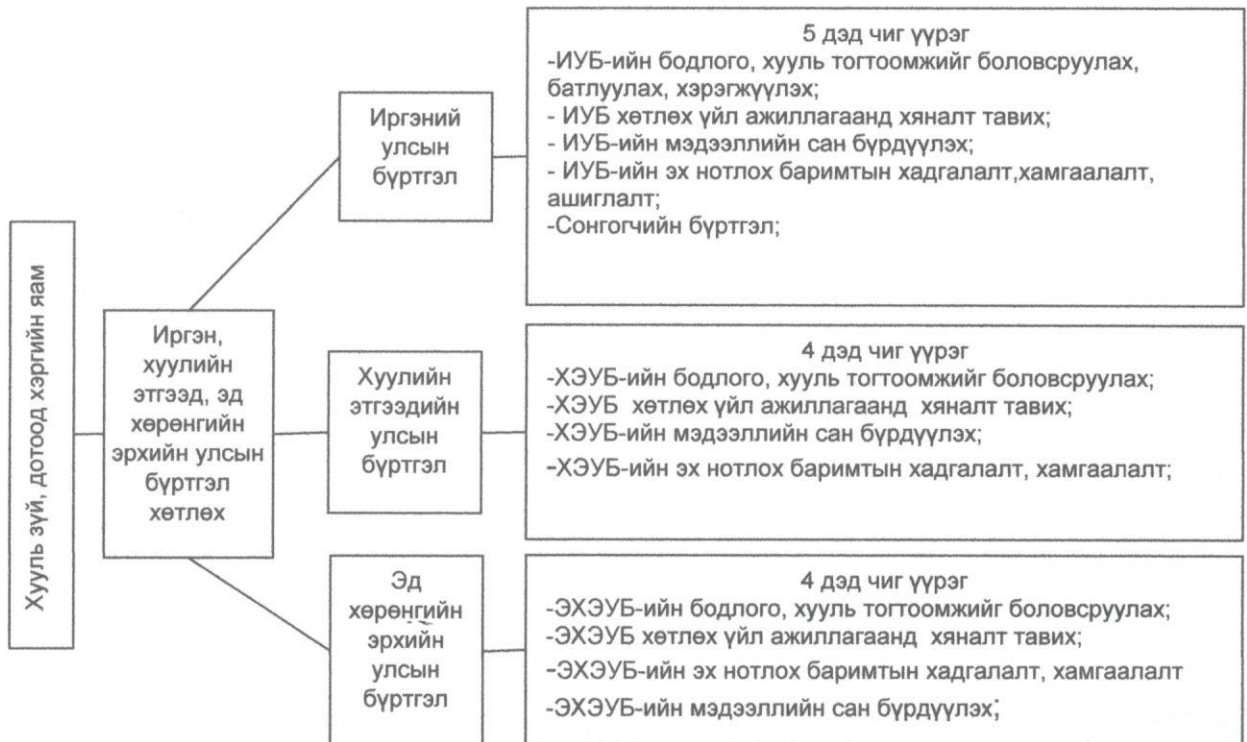 Хууль зүй, дотоод хэргийн яам
Иргэн,
хуулийн
этгээд, эд
хөрөнгийн
эрхийн улсын
бүртгэл
хөтлөх
Иргэний
улсын
бүртгэл
5 дэд чиг үүрэг
-ИУБ-ийн бодлого, хууль тогтоомжийг боловсруулах,
батлуулах, хэрэгжүүлэх;
- ИУБ хөтлөх үйл ажиллагаанд хяналт тавих;
- ИУБ-ийн мэдээллийн сан бүрдүүлэх;
- ИУБ-ийн эх нотлох баримтын хадгалалт,хамгаалалт,
ашиглалт;
-Сонгогчийн бүртгэл;
Хуулийн
этгээдийн
улсын
бүртгэл
4 дэд чиг үүрэг
-ХЭУБ-ийн бодлого, хууль тогтоомжийг боловсруулах;
-ХЭУБ хөтлөх үйл ажиллагаанд хяналт тавих;
-ХЭУБ-ийн мэдээллийн сан бүрдүүлэх;
-ХЭУБ-ийн эх нотлох баримтын хадгалалт, хамгаалалт;
Эд
хөрөнгийн
эрхийн
улсын
бүртгэл
4 дэд чиг үүрэг
-ЭХЭУБ-ийн бодлого, хууль тогтоомжийг боловсруулах;
-ЭХЭУБ хөтлөх үйл ажиллагаанд хяналт тавих;
-ЭХЭУБ-ийн эх нотлох баримтын хадгалалт, хамгаалалт
-ЭХЭУБ-ийн мэдээллийн сан бүрдүүлэх;